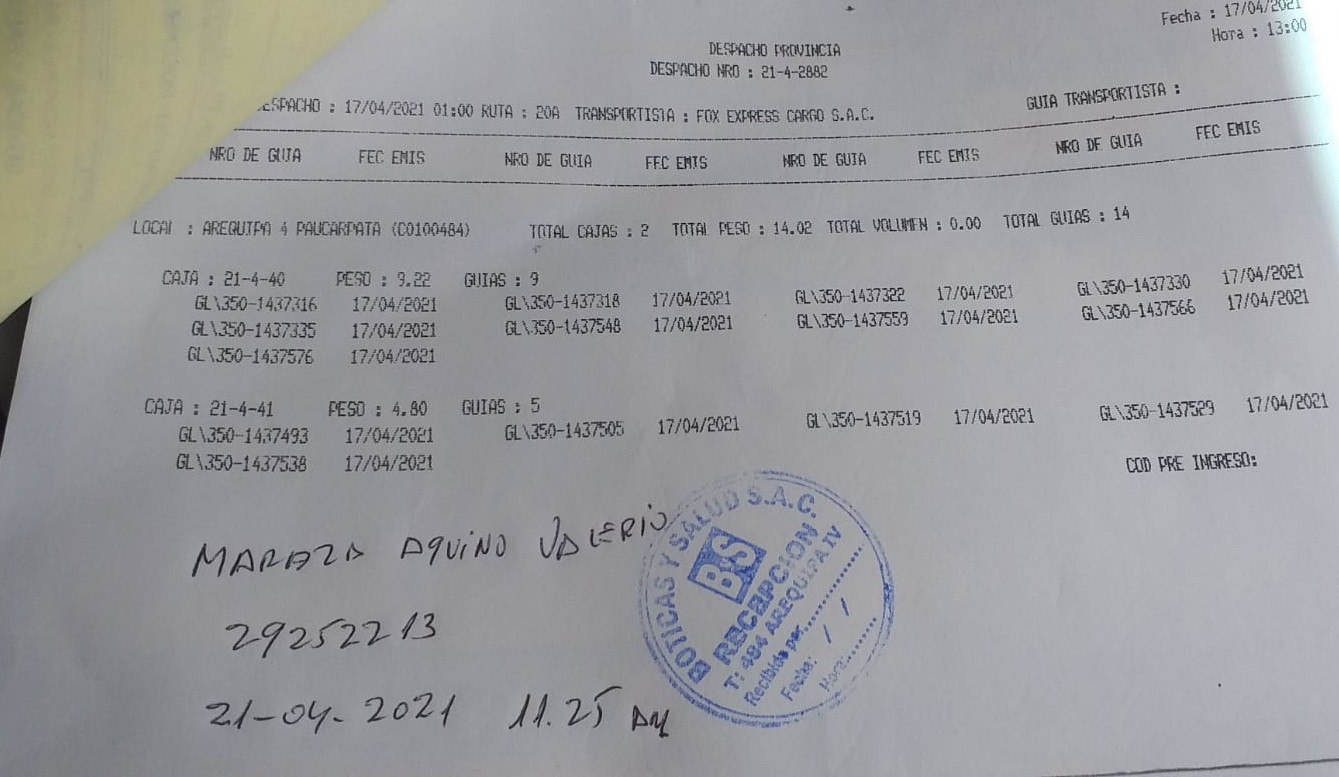 Fecha : 17/04/2021
Hora : 13:00
DESPACHO PROVINCIA
DESPACHO NRO : 21-4-2882
ESPACHO : 17/04/2021 01:00 RUTA : 20A TRANSPORTISTA : FOX EXPRESS CARGO S.A.C. GUIA TRANSPORTISTA :
NRO DE GUIA FEC EMIS NRO DE GUIA FEC EMIS NRO DE GUIA FEC EMIS NRO DE GUIA FEC EMIS
LOCAL : AREQUIPA 4 PAUCARPATA (C0100484) TOTAL CAJAS : 2 TOTAL PESO : 14.02 TOTAL VOLUMEN : 0.00 TOTAL GUIAS : 14
CAJA : 21-4-40 PESO : 9.22 GUIAS : 9
GL\350-1437316 17/04/2021 GL\350-1437318 17/04/2021 GL\350-1437322 17/04/2021 GL\350-1437330 17/04/2021
GL\350-1437335 17/04/2021 GL\350-1437548 17/04/2021 GL\350-1437559 17/04/2021 GL\350-1437566 17/04/2021
GL\350-1437576 17/04/2021
CAJA : 21-4-41 PESO : 4.80 GUIAS : 5
GL\350-1437493 17/04/2021 GL\350-1437505 17/04/2021 GL\350-1437519 17/04/2021 GL\350-1437529 17/04/2021
GL\350-1437538 17/04/2021
COD PRE INGRESO:
AQUINO VALERIO
29252213
21-04-2021 11.25 AM
BOTICAS Y SALUD S.A.C.
BS
RECEPCION
T: 484 AREQUIPA IV
Recibido por:
Fecha: / /
Hora: